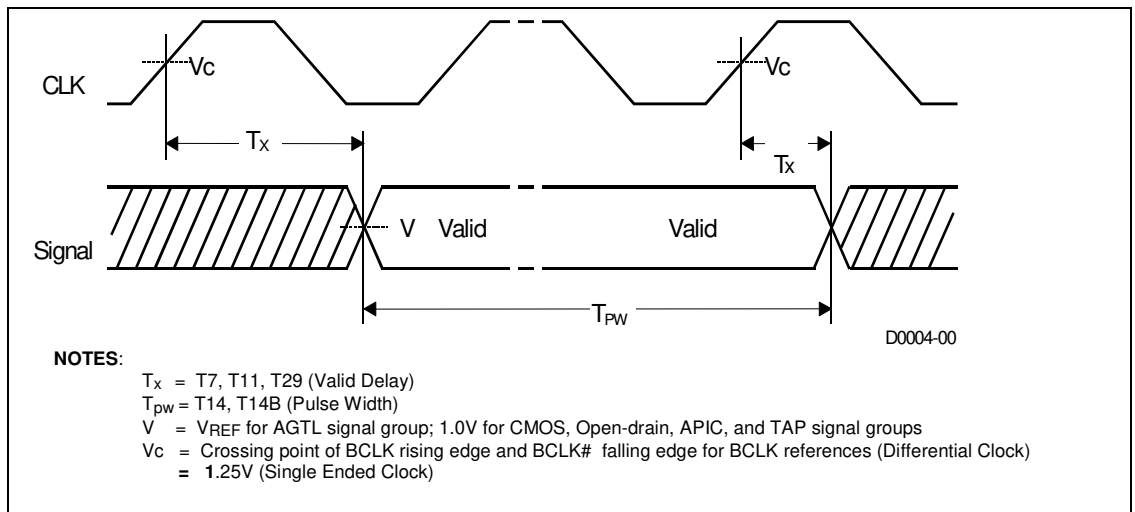 Vc
Vc
CLK
Tx
Tx
V Valid Valid
Signal
TPW
D0004-00
NOTES:
Tx = T7, T11, T29 (Valid Delay)
Tpw = T14, T14B (Pulse Width)
V = VREF for AGTL signal group; 1.0V for CMOS, Open-drain, APIC, and TAP signal groups
Vc = Crossing point of BCLK rising edge and BCLK# falling edge for BCLK references (Differential Clock)
= 1.25V (Single Ended Clock)